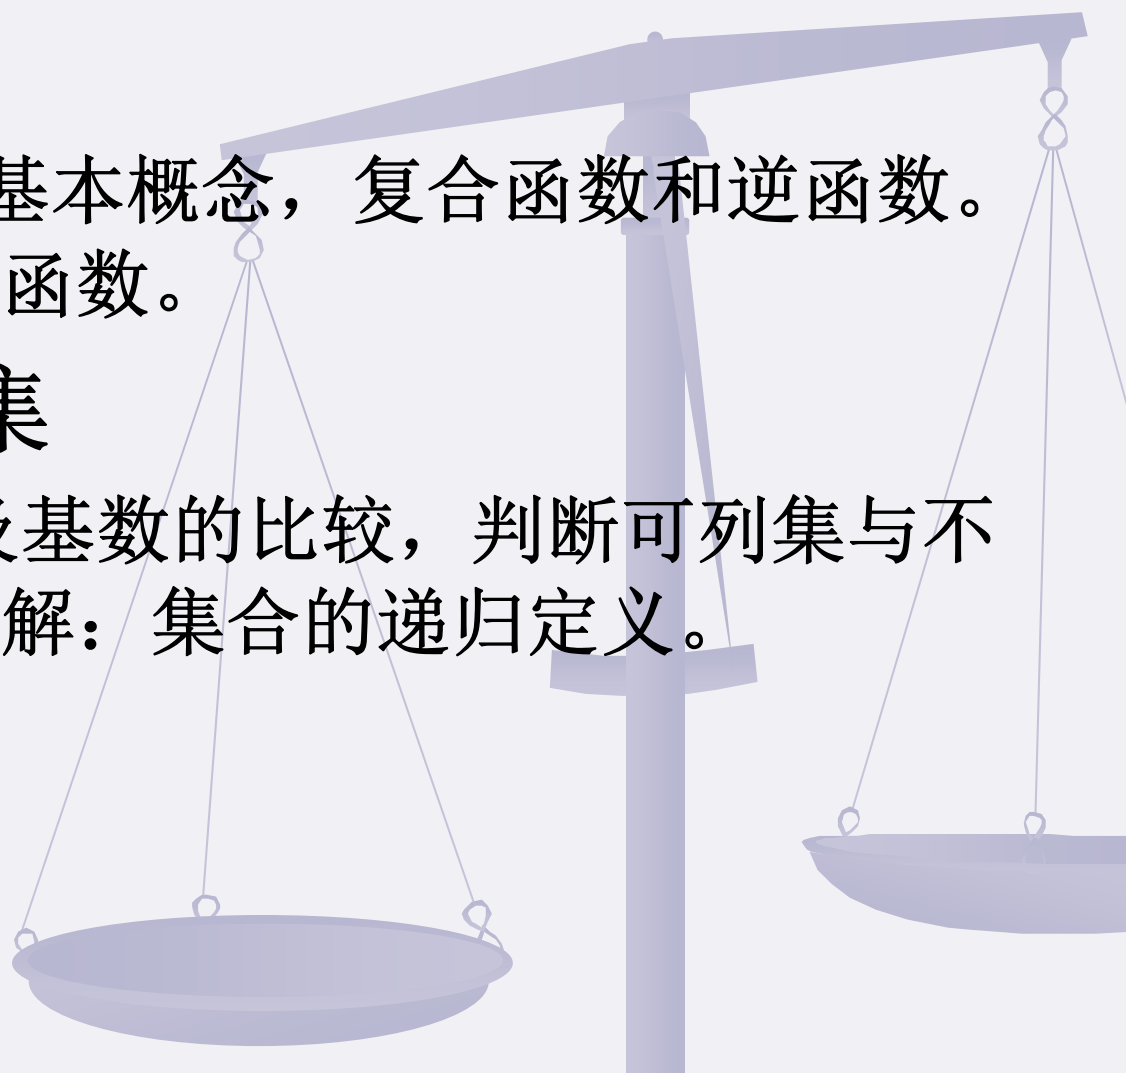 基本概念，复合函数和逆函数。
函数。
集
及基数的比较，判断可列集与不
解：集合的递归定义。